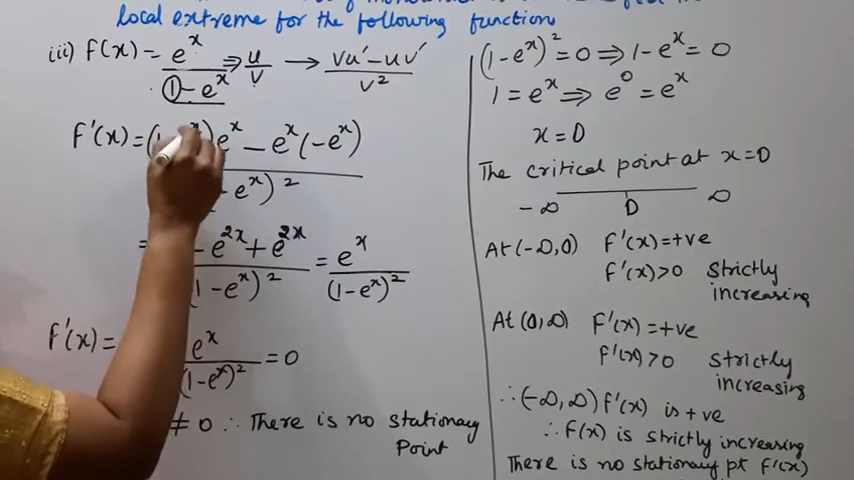 local extreme for the following function
iii) f(x) = e^x / (1 - e^x) ⇒ u/v → (vu' - uv') / v^2
f'(x) = ( e^x) e^x - e^x (-e^x)
e^x)^2
= - e^2x + e^2x / (1 - e^x)^2 = e^x / (1 - e^x)^2
f'(x) = e^x / (1 - e^x)^2 = 0
≠ 0 ∴ There is no stationary
Point
(1 - e^x)^2 = 0 ⇒ 1 - e^x = 0
1 = e^x ⇒ e^0 = e^x
x = 0
The critical point at x = 0
-∞ 0 ∞
At (-∞, 0) f'(x) = +ve
f'(x) > 0 strictly
increasing
At (0, ∞) f'(x) = +ve
f'(x) > 0 strictly
increasing
∴ (-∞, ∞) f'(x) is +ve
∴ f(x) is strictly increasing
There is no stationary pt f'(x)